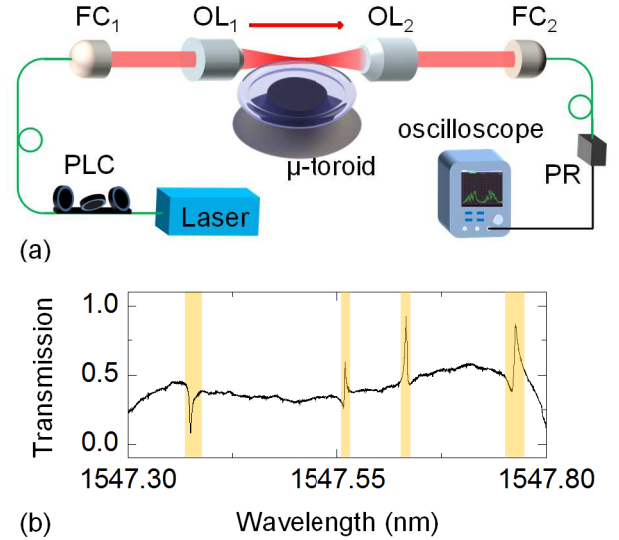 FC1 OL1 OL2 FC2
oscilloscope
PLC μ-toroid PR
Laser
(a)
Transmission
1.0
0.5
0.0
1547.30 1547.55 1547.80
(b) Wavelength (nm)